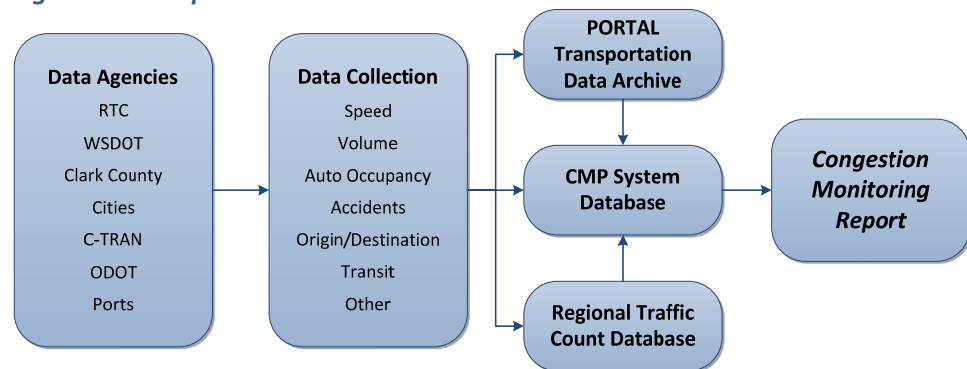 Data Agencies
RTC
WSDOT
Clark County
Cities
C-TRAN
ODOT
Ports
Data Collection
Speed
Volume
Auto Occupancy
Accidents
Origin/Destination
Transit
Other
PORTAL
Transportation
Data Archive
CMP System
Database
Regional Traffic
Count Database
Congestion
Monitoring
Report